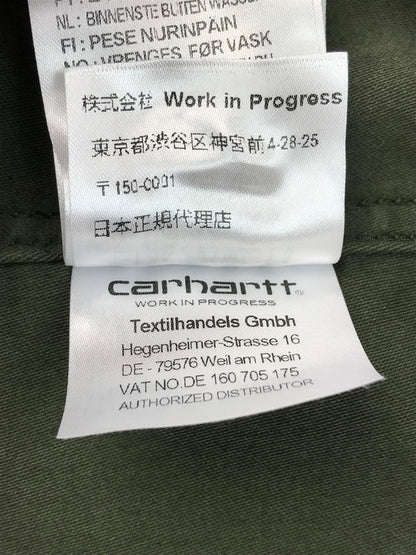 NL: BINNENSTE BUITEN WASSEN
FI: PESE NURINPÄIN
NO: VRENGES FØR VASK
株式会社 Work in Progress
東京都渋谷区神宮前4-28-25
〒150-0001
日本正規代理店
carhartt®
WORK IN PROGRESS
Textilhandels GmbH
Hegenheimer-Strasse 16
DE - 79576 Weil am Rhein
VAT NO.DE 160 705 175
AUTHORIZED DISTRIBUTOR